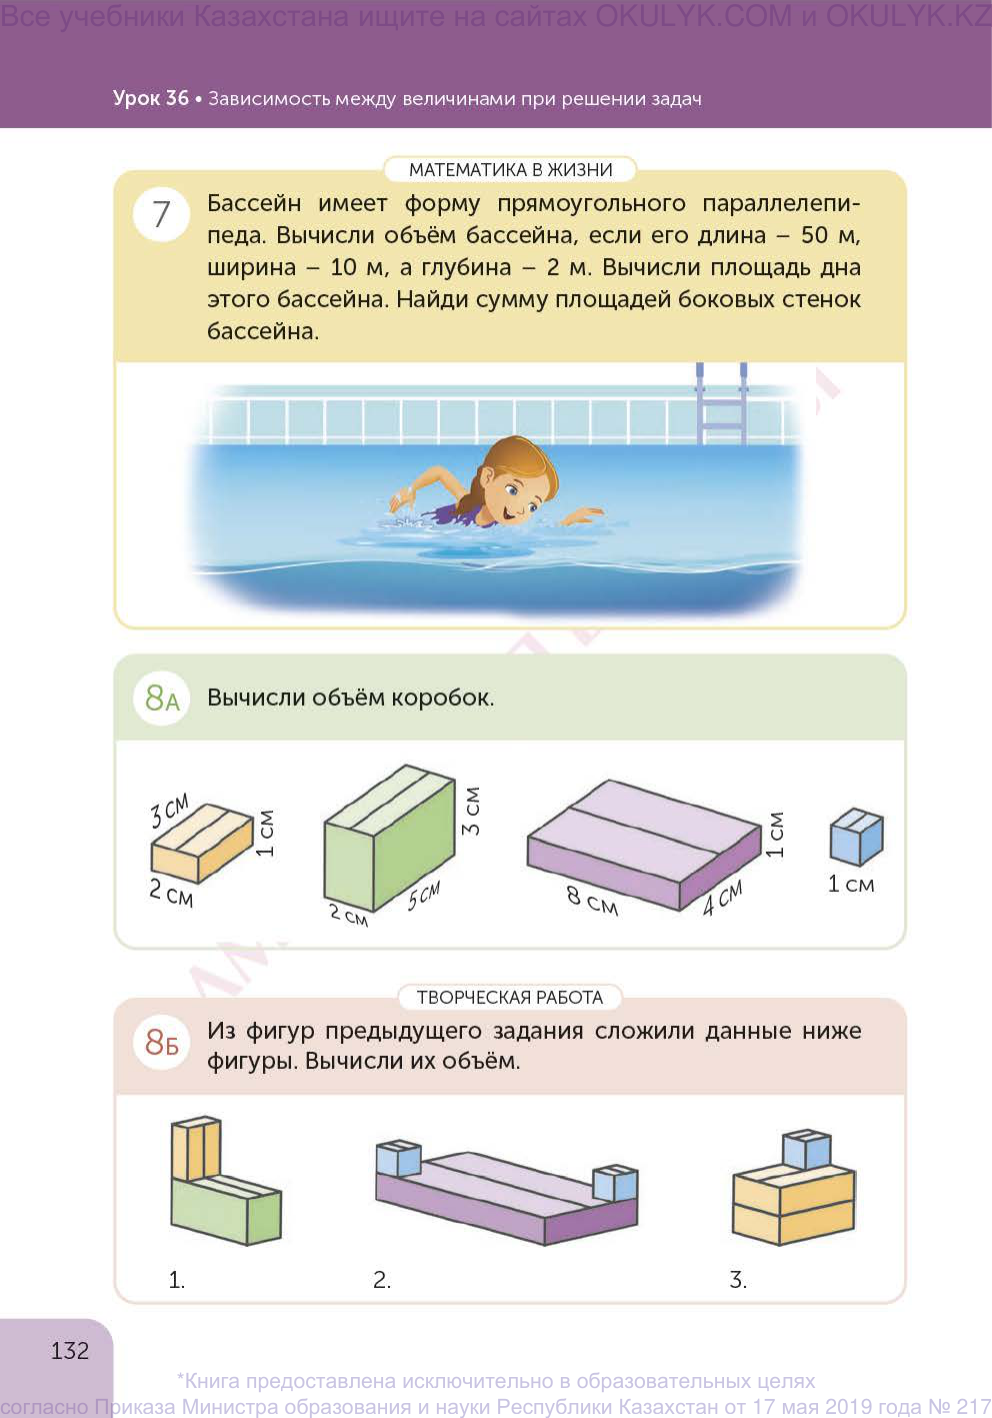 Все учебники Казахстана ищите на сайтах OKULYK.COM и OKULYK.KZ
Урок 36 • Зависимость между величинами при решении задач
МАТЕМАТИКА В ЖИЗНИ
7
Бассейн имеет форму прямоугольного параллелепи-
педа. Вычисли объём бассейна, если его длина – 50 м,
ширина – 10 м, а глубина – 2 м. Вычисли площадь дна
этого бассейна. Найди сумму площадей боковых стенок
бассейна.
8А Вычисли объём коробок.
3 см
1 см
2 см
3 см
2 см
5 см
1 см
8 см
4 см
1 см
ТВОРЧЕСКАЯ РАБОТА
8Б
Из фигур предыдущего задания сложили данные ниже
фигуры. Вычисли их объём.
1. 2. 3.
132
*Книга предоставлена исключительно в образовательных целях
согласно Приказа Министра образования и науки Республики Казахстан от 17 мая 2019 года № 217